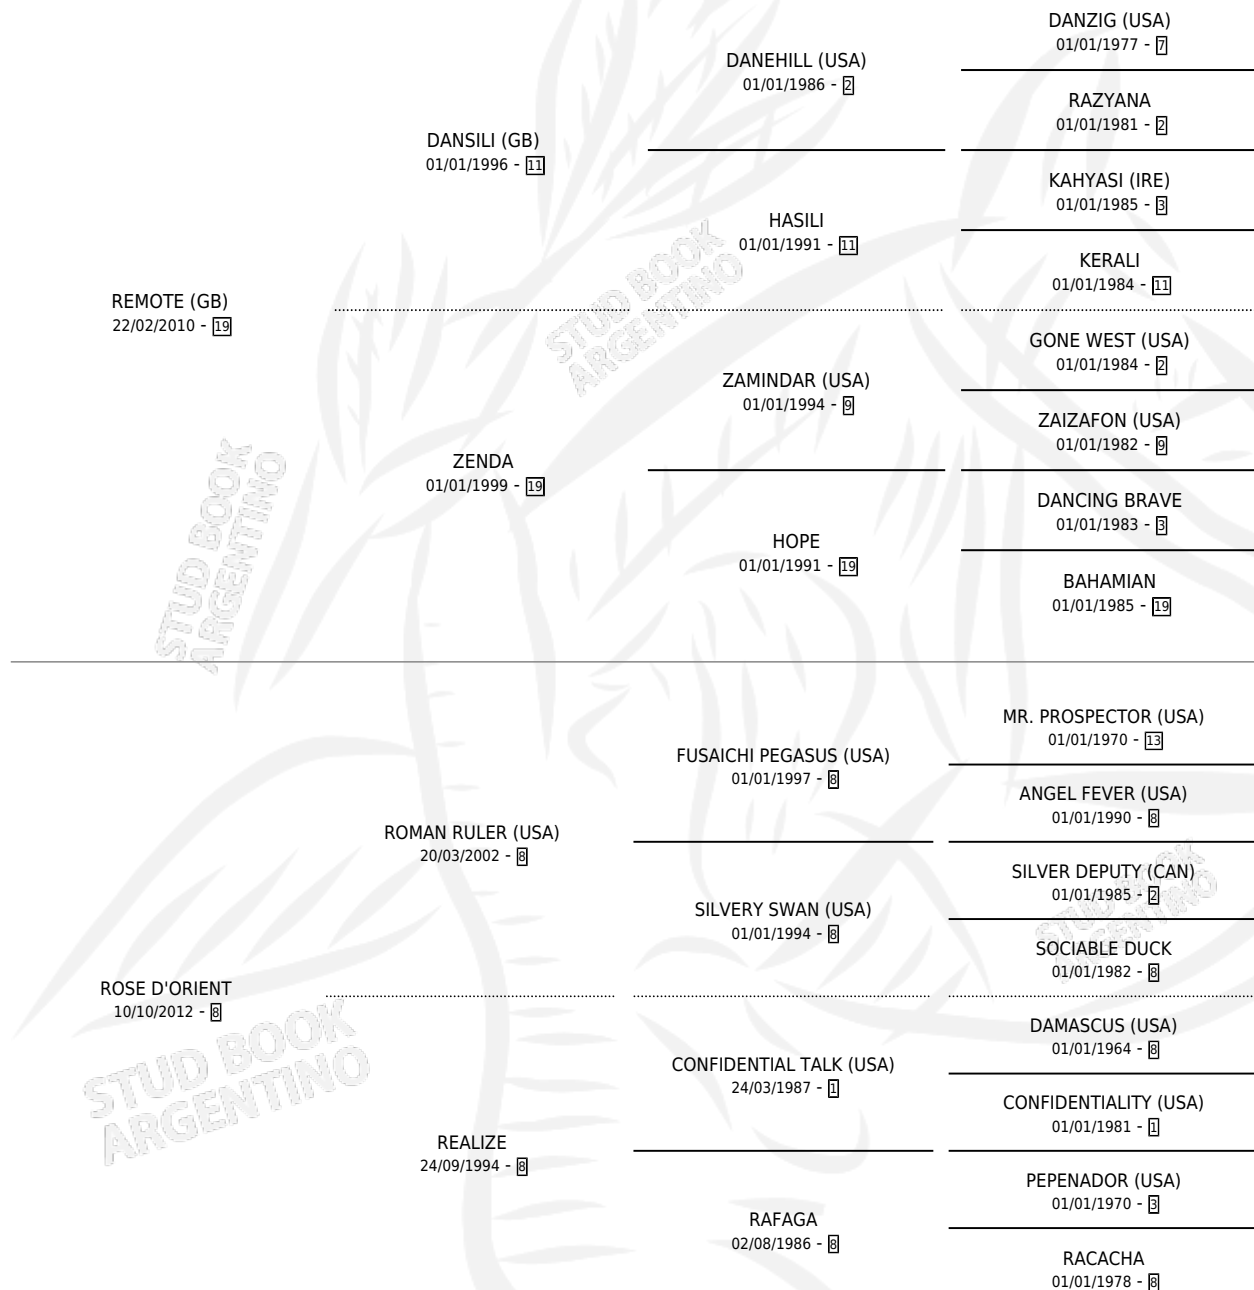 DANZIG (USA)
01/01/1977 - 7
DANEHILL (USA)
01/01/1986 - 2
RAZYANA
01/01/1981 - 2
DANSILI (GB)
01/01/1996 - 11
KAHYASI (IRE)
01/01/1985 - 3
HASILI
01/01/1991 - 11
KERALI
01/01/1984 - 11
REMOTE (GB)
22/02/2010 - 19
GONE WEST (USA)
01/01/1984 - 2
ZAMINDAR (USA)
01/01/1994 - 9
ZAIZAFON (USA)
01/01/1982 - 9
ZENDA
01/01/1999 - 19
DANCING BRAVE
01/01/1983 - 3
HOPE
01/01/1991 - 19
BAHAMIAN
01/01/1985 - 19
MR. PROSPECTOR (USA)
01/01/1970 - 13
FUSAICHI PEGASUS (USA)
01/01/1997 - 8
ANGEL FEVER (USA)
01/01/1990 - 8
ROMAN RULER (USA)
20/03/2002 - 8
SILVER DEPUTY (CAN)
01/01/1985 - 2
SILVERY SWAN (USA)
01/01/1994 - 8
SOCIABLE DUCK
01/01/1982 - 8
ROSE D'ORIENT
10/10/2012 - 8
DAMASCUS (USA)
01/01/1964 - 8
CONFIDENTIAL TALK (USA)
24/03/1987 - 1
CONFIDENTIALITY (USA)
01/01/1981 - 1
REALIZE
24/09/1994 - 8
PEPENADOR (USA)
01/01/1970 - 3
RAFAGA
02/08/1986 - 8
RACACHA
01/01/1978 - 8
STUD BOOK
ARGENTINO
STUD BOOK
ARGENTINO
STUD BOOK
ARGENTINO
STUD BOOK
ARGENTINO